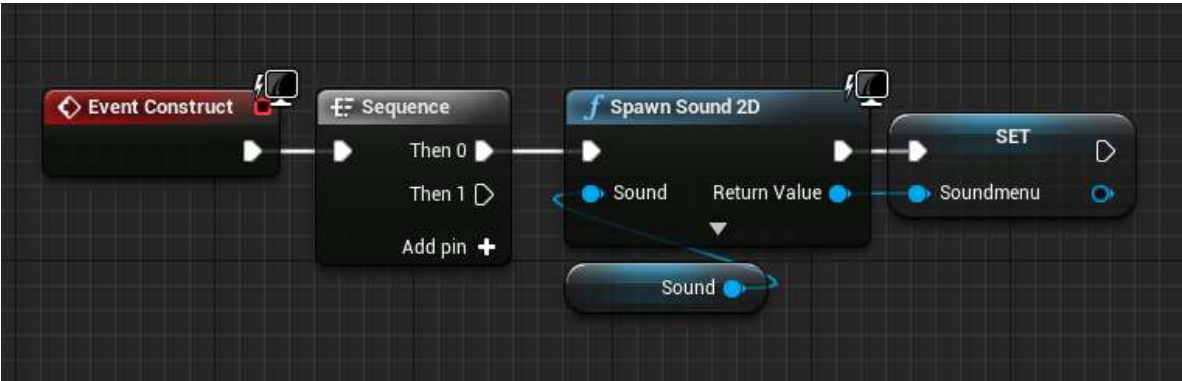 Event Construct
Sequence
Then 0
Then 1
Add pin
f Spawn Sound 2D
Sound
Return Value
SET
Soundmenu
Sound